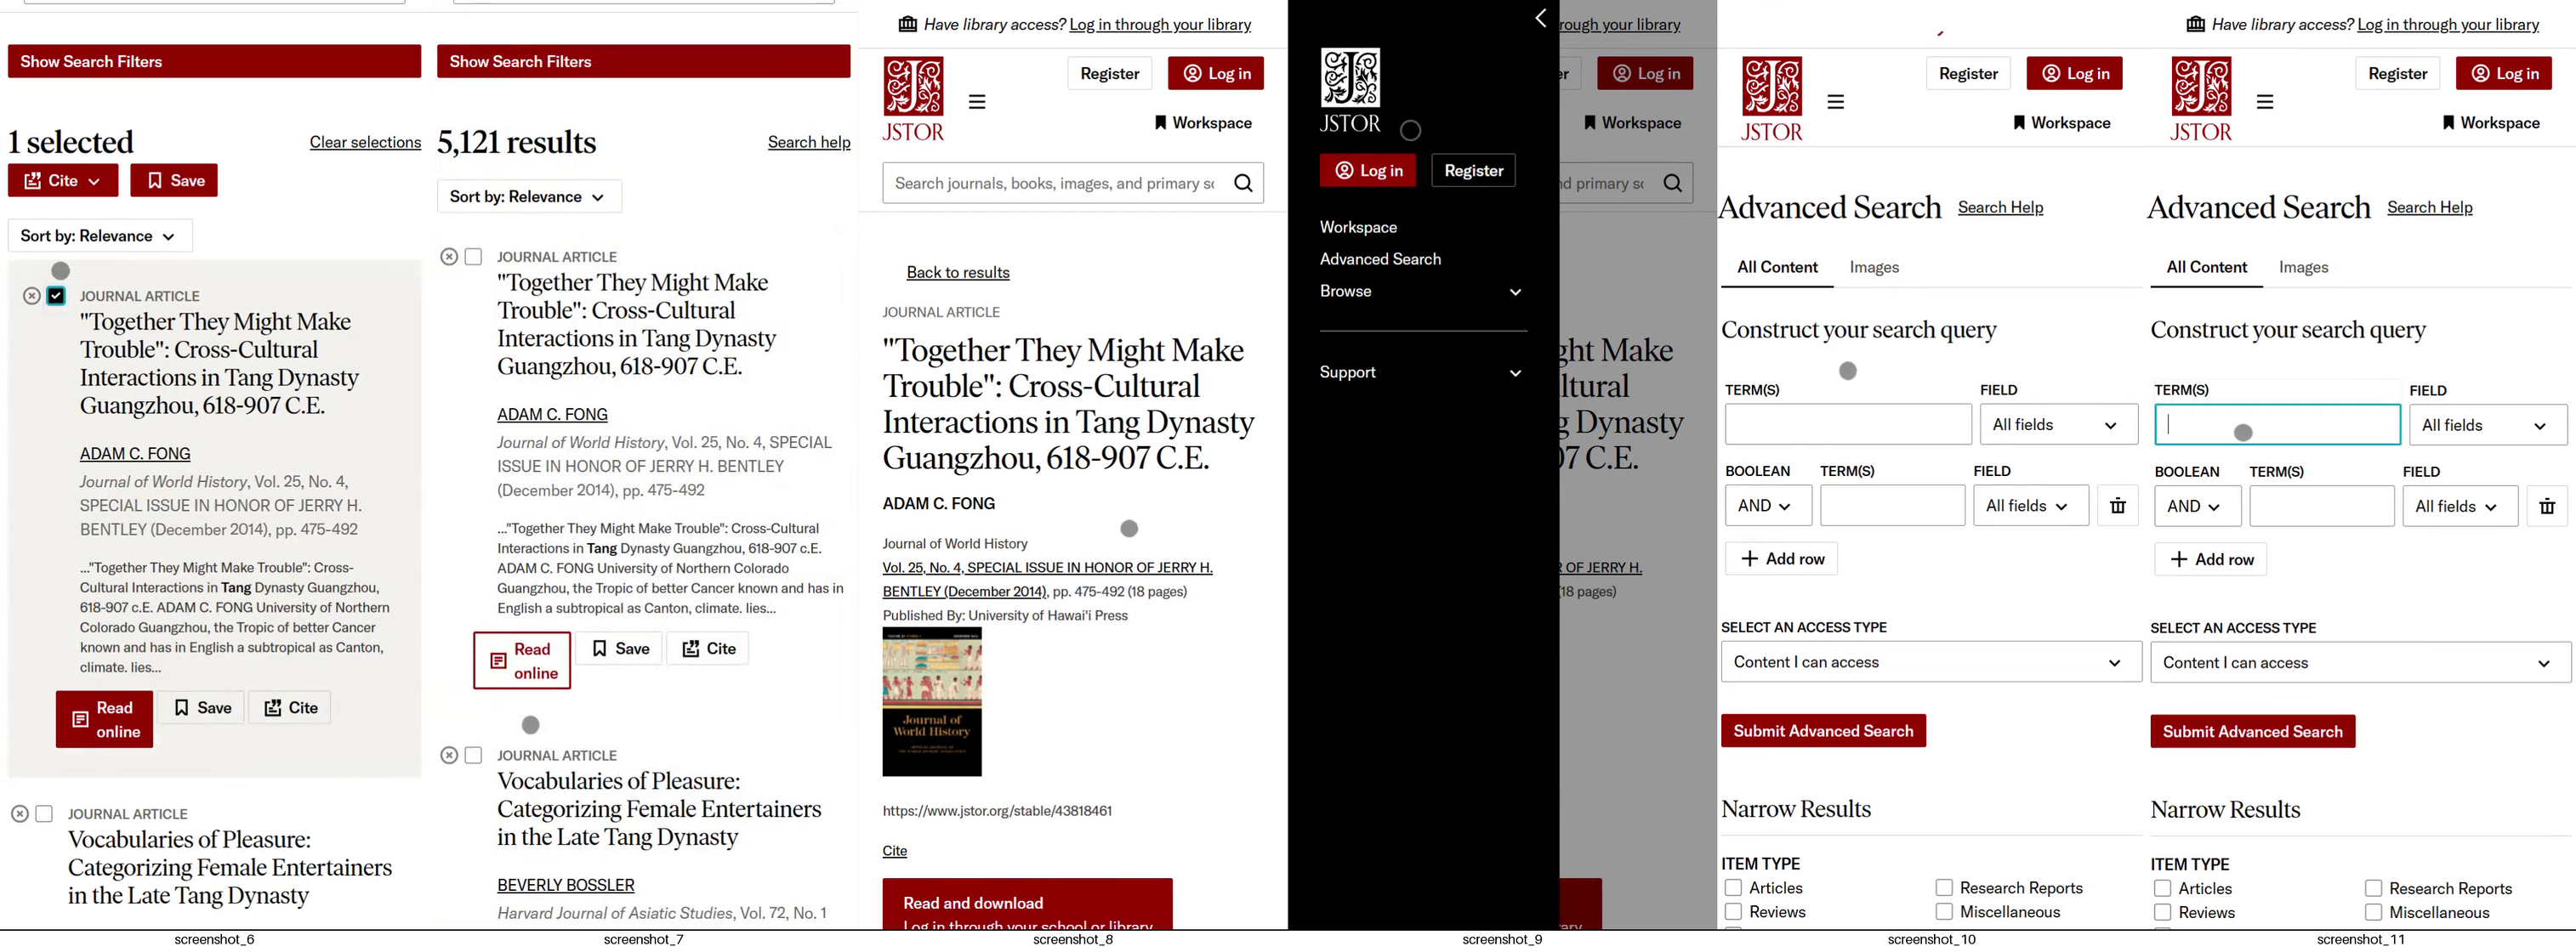 Show Search Filters
1 selected
Clear selections
Cite
Save
Sort by: Relevance
JOURNAL ARTICLE
"Together They Might Make
Trouble": Cross-Cultural
Interactions in Tang Dynasty
Guangzhou, 618-907 C.E.
ADAM C. FONG
Journal of World History, Vol. 25, No. 4,
SPECIAL ISSUE IN HONOR OF JERRY H.
BENTLEY (December 2014), pp. 475-492
..."Together They Might Make Trouble": Cross-
Cultural Interactions in Tang Dynasty Guangzhou,
618-907 c.E. ADAM C. FONG University of Northern
Colorado Guangzhou, the Tropic of better Cancer
known and has in English a subtropical as Canton,
climate. lies...
Read
online
Save
Cite
JOURNAL ARTICLE
Vocabularies of Pleasure:
Categorizing Female Entertainers
in the Late Tang Dynasty
screenshot_6
Show Search Filters
5,121 results
Search help
Sort by: Relevance
JOURNAL ARTICLE
"Together They Might Make
Trouble": Cross-Cultural
Interactions in Tang Dynasty
Guangzhou, 618-907 C.E.
ADAM C. FONG
Journal of World History, Vol. 25, No. 4, SPECIAL
ISSUE IN HONOR OF JERRY H. BENTLEY
(December 2014), pp. 475-492
..."Together They Might Make Trouble": Cross-Cultural
Interactions in Tang Dynasty Guangzhou, 618-907 c.E.
ADAM C. FONG University of Northern Colorado
Guangzhou, the Tropic of better Cancer known and has in
English a subtropical as Canton, climate. lies...
Read
online
Save
Cite
JOURNAL ARTICLE
Vocabularies of Pleasure:
Categorizing Female Entertainers
in the Late Tang Dynasty
BEVERLY BOSSLER
Harvard Journal of Asiatic Studies, Vol. 72, No. 1
screenshot_7
Have library access? Log in through your library
JSTOR
Register
Log in
Workspace
Search journals, books, images, and primary sc
Back to results
JOURNAL ARTICLE
"Together They Might Make
Trouble": Cross-Cultural
Interactions in Tang Dynasty
Guangzhou, 618-907 C.E.
ADAM C. FONG
Journal of World History
Vol. 25, No. 4, SPECIAL ISSUE IN HONOR OF JERRY H.
BENTLEY (December 2014), pp. 475-492 (18 pages)
Published By: University of Hawai'i Press
Journal of
World History
https://www.jstor.org/stable/43818461
Cite
Read and download
Log in through your school or library
screenshot_8
JSTOR
Log in
Register
Workspace
Advanced Search
Browse
Support
rough your library
er
Log in
Workspace
nd primary sc
ght Make
ltural
g Dynasty
07 C.E.
R OF JERRY H.
(18 pages)
rary
screenshot_9
JSTOR
Register
Log in
Workspace
Advanced Search
Search Help
All Content
Images
Construct your search query
TERM(S)
FIELD
All fields
BOOLEAN
TERM(S)
FIELD
AND
All fields
Add row
SELECT AN ACCESS TYPE
Content I can access
Submit Advanced Search
Narrow Results
ITEM TYPE
Articles
Research Reports
Reviews
Miscellaneous
screenshot_10
Have library access? Log in through your library
JSTOR
Register
Log in
Workspace
Advanced Search
Search Help
All Content
Images
Construct your search query
TERM(S)
FIELD
All fields
BOOLEAN
TERM(S)
FIELD
AND
All fields
Add row
SELECT AN ACCESS TYPE
Content I can access
Submit Advanced Search
Narrow Results
ITEM TYPE
Articles
Research Reports
Reviews
Miscellaneous
screenshot_11